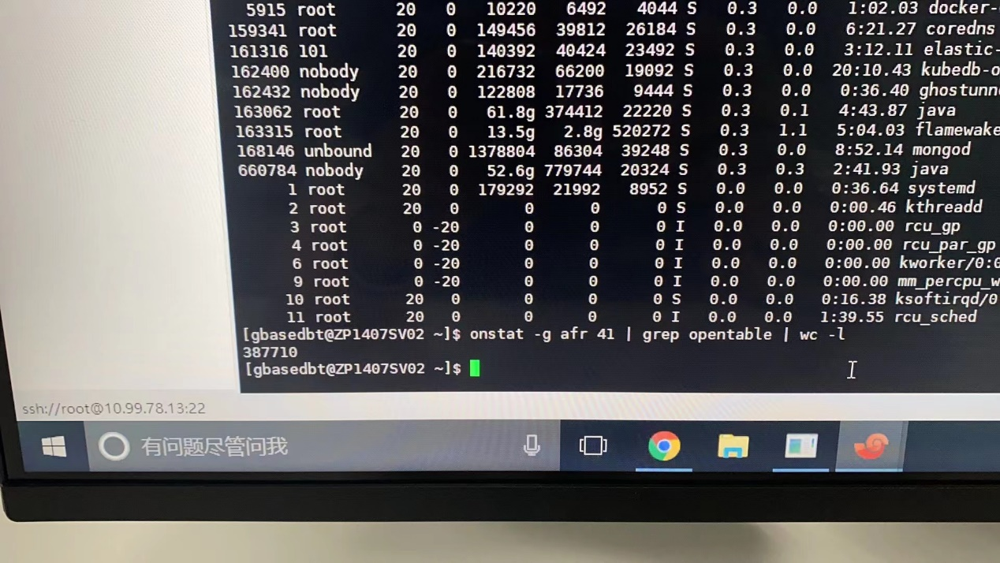 5915 root 20 0 10220 6492 4044 S 0.3 0.0 1:02.03 docker-
159341 root 20 0 149456 39812 26184 S 0.3 0.0 6:21.27 coredns
161316 101 20 0 140392 40424 23492 S 0.3 0.0 3:12.11 elastic-
162400 nobody 20 0 216732 66200 19092 S 0.3 0.0 20:10.43 kubedb-o
162432 nobody 20 0 122808 17736 9444 S 0.3 0.0 0:36.40 ghostunn
163062 root 20 0 61.8g 374412 22220 S 0.3 0.1 4:43.87 java
163315 root 20 0 13.5g 2.8g 520272 S 0.3 1.1 5:04.03 flamewake
168146 unbound 20 0 1378804 86304 39248 S 0.3 0.0 8:52.14 mongod
660784 nobody 20 0 52.6g 779744 20324 S 0.3 0.3 2:41.93 java
1 root 20 0 179292 21992 8952 S 0.0 0.0 0:36.64 systemd
2 root 20 0 0 0 0 S 0.0 0.0 0:00.46 kthreadd
3 root 0 -20 0 0 0 I 0.0 0.0 0:00.00 rcu_gp
4 root 0 -20 0 0 0 I 0.0 0.0 0:00.00 rcu_par_gp
6 root 0 -20 0 0 0 I 0.0 0.0 0:00.00 kworker/0:0
9 root 0 -20 0 0 0 I 0.0 0.0 0:00.00 mm_percpu_w
10 root 20 0 0 0 0 S 0.0 0.0 0:16.38 ksoftirqd/0
11 root 20 0 0 0 0 I 0.0 0.0 1:39.55 rcu_sched
[gbasedbt@ZP1407SV02 ~]$ onstat -g afr 41 | grep opentable | wc -l
387710
[gbasedbt@ZP1407SV02 ~]$
ssh://root@10.99.78.13:22
有问题尽管问我